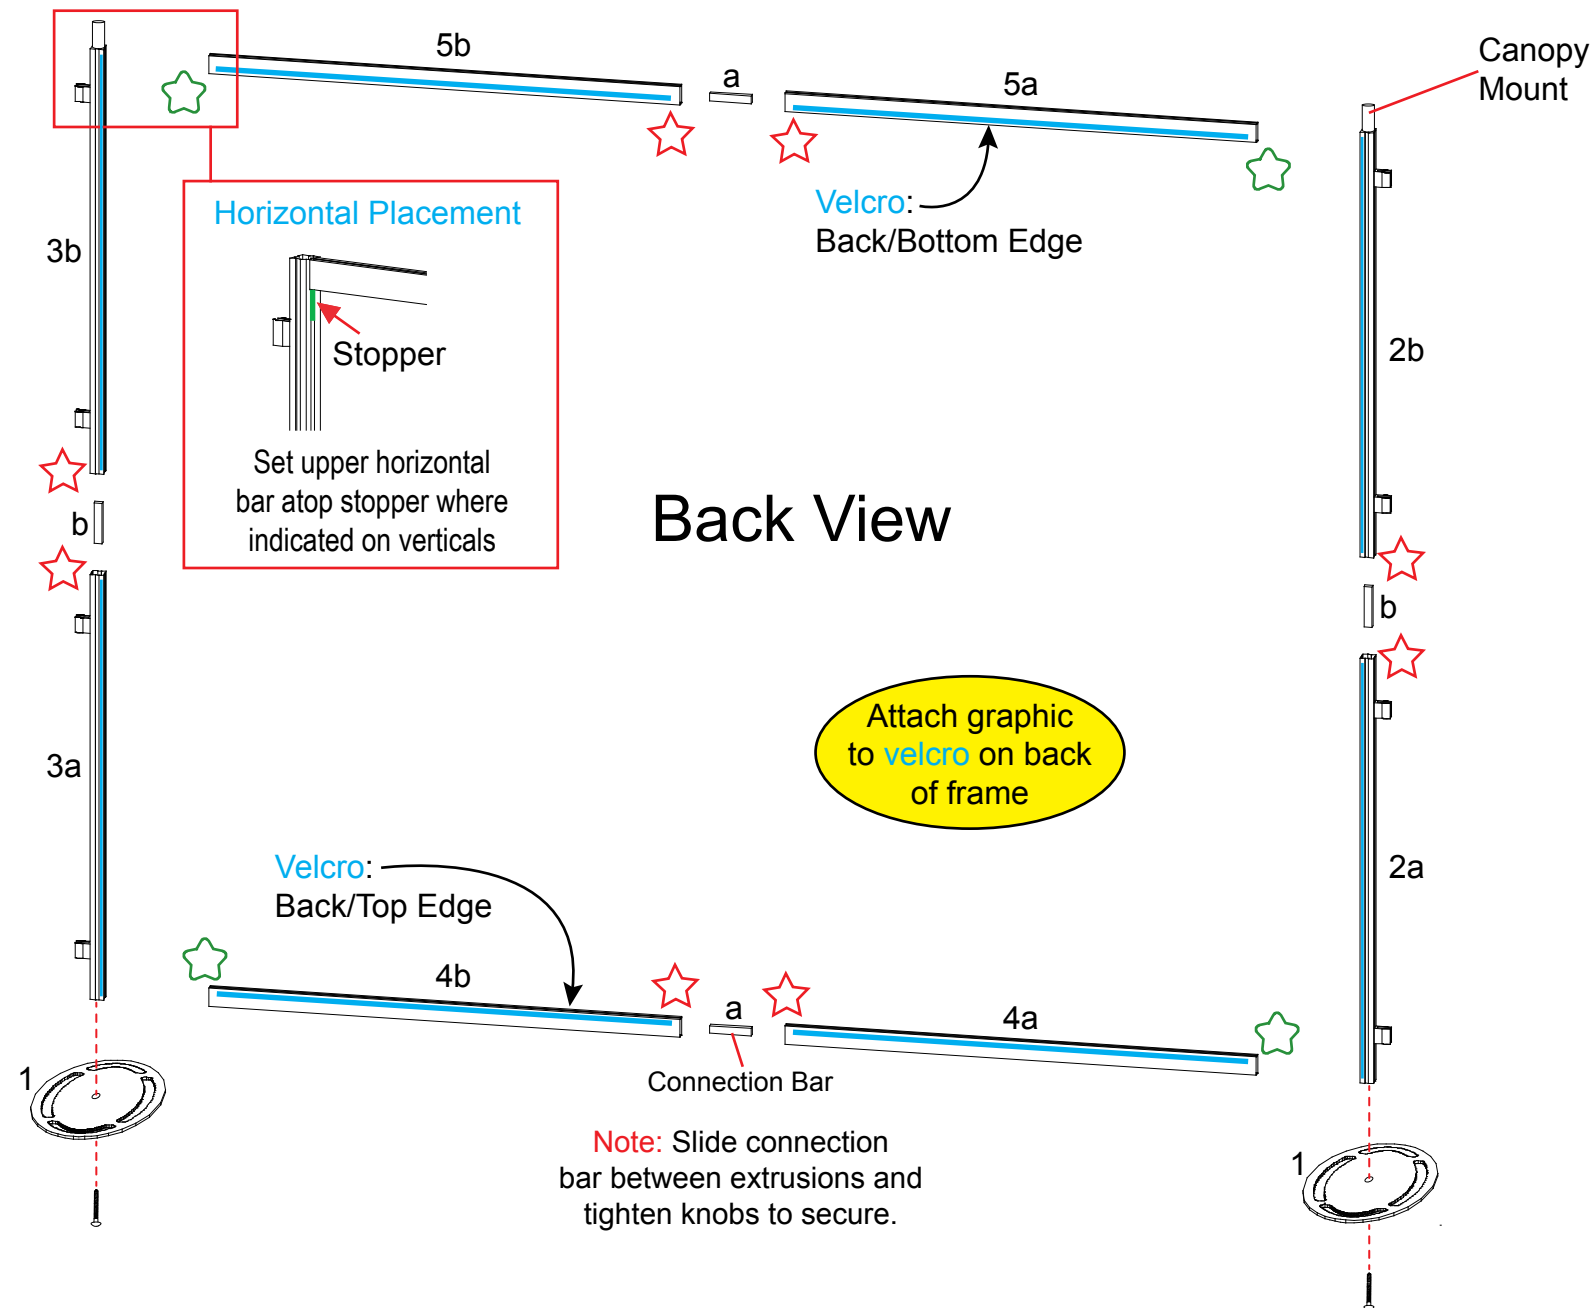 5b
a
5a
Canopy
Mount
Horizontal Placement
Stopper
Set upper horizontal
bar atop stopper where
indicated on verticals
3b
Velcro:
Back/Bottom Edge
2b
b
Back View
b
3a
Attach graphic
to velcro on back
of frame
2a
Velcro:
Back/Top Edge
4b
a
4a
Connection Bar
1
Note: Slide connection
bar between extrusions and
tighten knobs to secure.
1